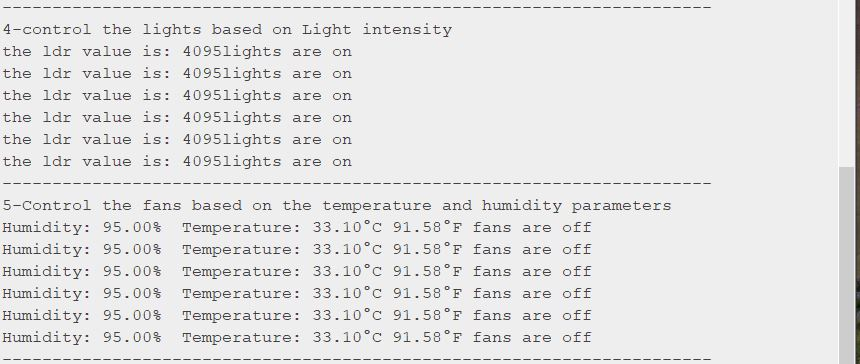 -----------------------------------------------------------------------
4-control the lights based on Light intensity
the ldr value is: 4095lights are on
the ldr value is: 4095lights are on
the ldr value is: 4095lights are on
the ldr value is: 4095lights are on
the ldr value is: 4095lights are on
the ldr value is: 4095lights are on
-----------------------------------------------------------------------
5-Control the fans based on the temperature and humidity parameters
Humidity: 95.00%  Temperature: 33.10°C 91.58°F fans are off
Humidity: 95.00%  Temperature: 33.10°C 91.58°F fans are off
Humidity: 95.00%  Temperature: 33.10°C 91.58°F fans are off
Humidity: 95.00%  Temperature: 33.10°C 91.58°F fans are off
Humidity: 95.00%  Temperature: 33.10°C 91.58°F fans are off
Humidity: 95.00%  Temperature: 33.10°C 91.58°F fans are off
-----------------------------------------------------------------------